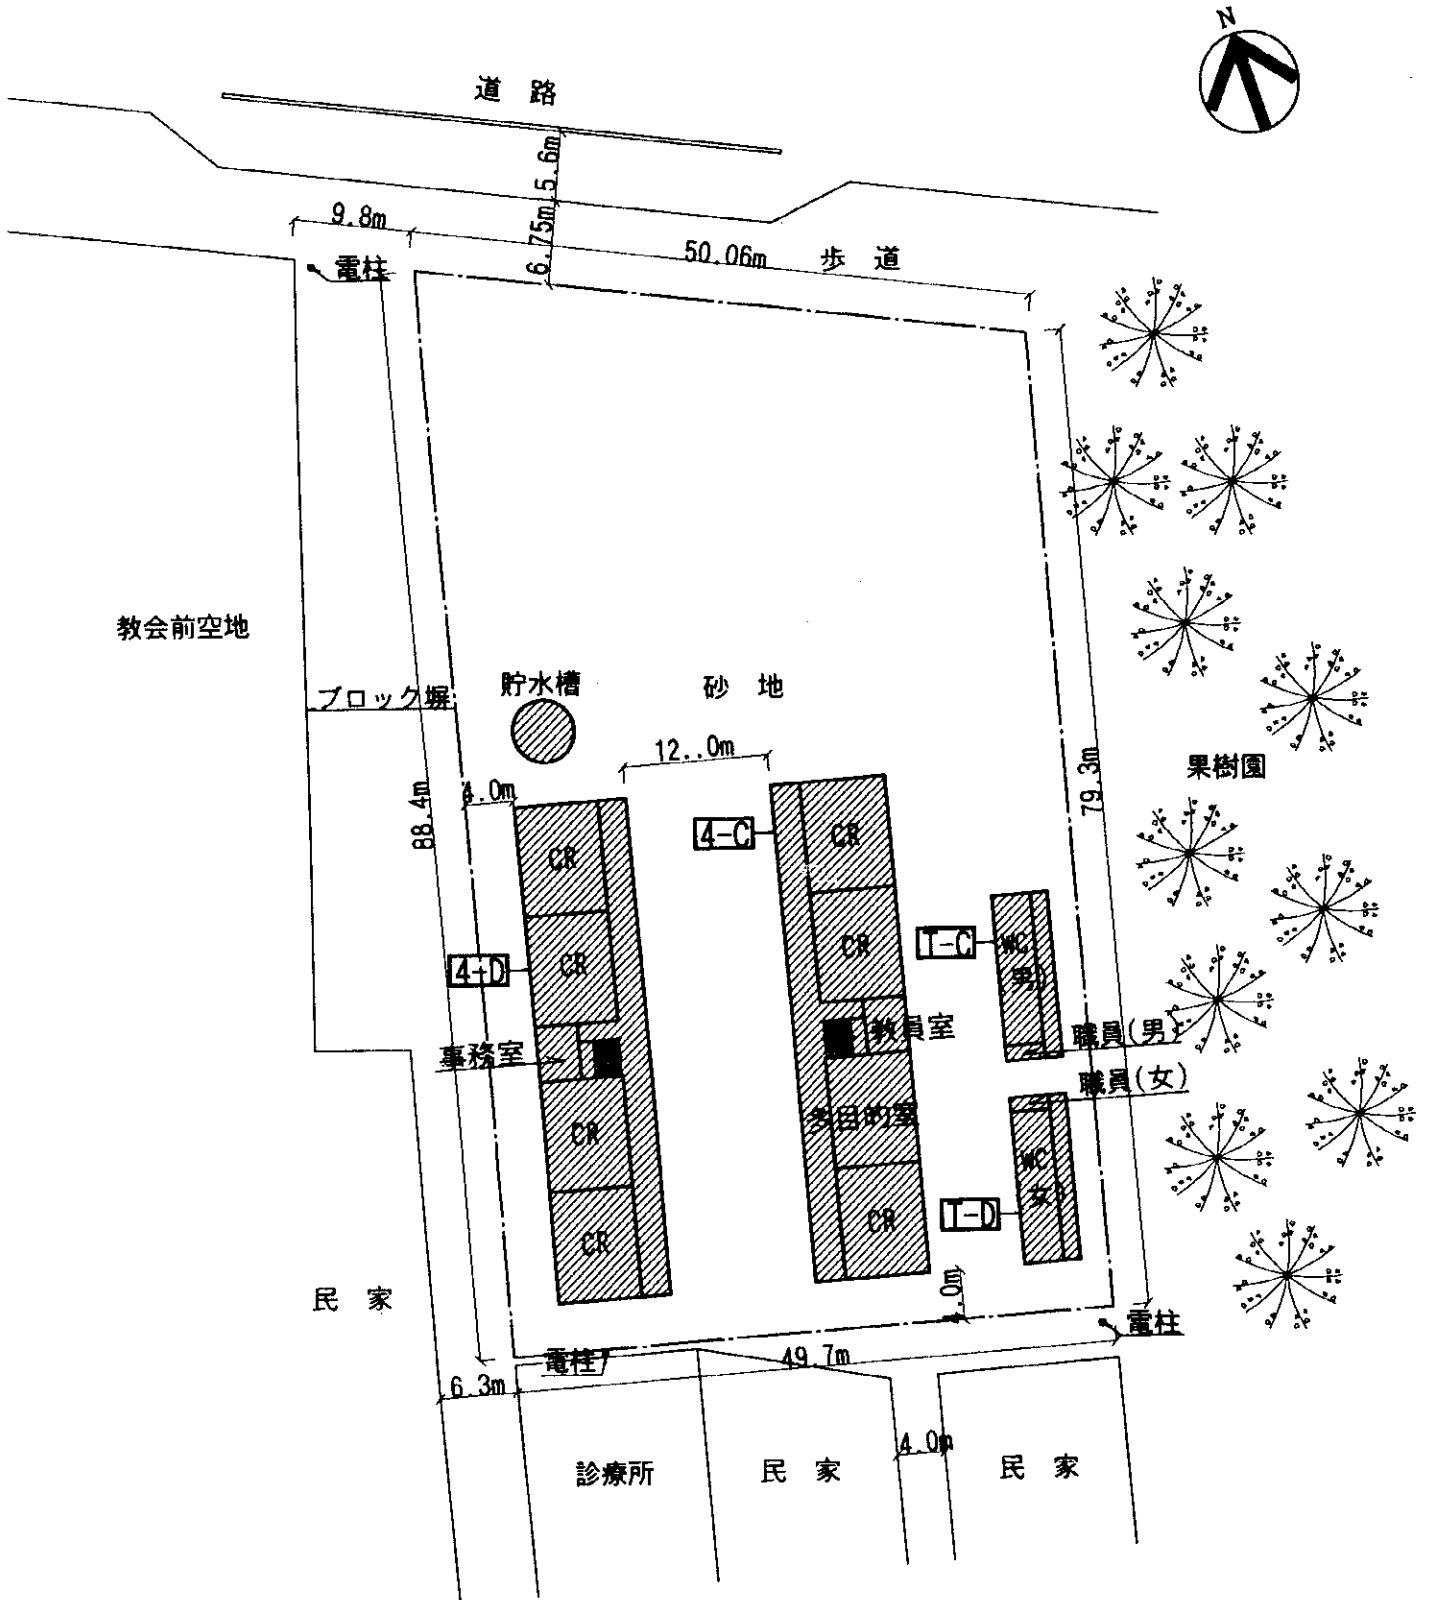 N
道 路
5.6m
9.8m
6.75m
50.06m
歩 道
電柱
教会前空地
ブロック塀
貯水槽
砂 地
12..0m
果樹園
79.3m
88.4m
4.0m
4-C
CR
CR
CR
CR
4-D
T-C
WC
男)
事務室
教員室
職員(男)
職員(女)
CR
多目的室
WC
女)
CR
CR
T-D
民 家
.0m
電柱
電柱
49.7m
6.3m
4.0m
診療所
民 家
民 家